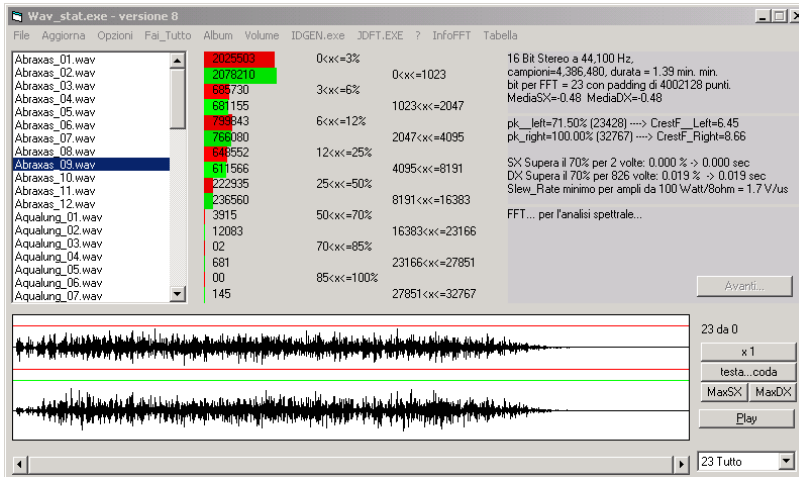 Wav_stat.exe - versione 8
File Aggiorna Opzioni Fai_Tutto Album Volume IDGEN.exe JDFT.EXE ? InfoFFT Tabella
Abraxas_01.wav
Abraxas_02.wav
Abraxas_03.wav
Abraxas_04.wav
Abraxas_05.wav
Abraxas_06.wav
Abraxas_07.wav
Abraxas_08.wav
Abraxas_09.wav
Abraxas_10.wav
Abraxas_11.wav
Abraxas_12.wav
Aqualung_01.wav
Aqualung_02.wav
Aqualung_03.wav
Aqualung_04.wav
Aqualung_05.wav
Aqualung_06.wav
Aqualung_07.wav
2025503 0<x<=3%
2078210 0<x<=1023
685730 3<x<=6%
681155 1023<x<=2047
799843 6<x<=12%
766080 2047<x<=4095
648552 12<x<=25%
611566 4095<x<=8191
222935 25<x<=50%
236560 8191<x<=16383
3915 50<x<=70%
12083 16383<x<=23166
02 70<x<=85%
681 23166<x<=27851
00 85<x<=100%
145 27851<x<=32767
16 Bit Stereo a 44,100 Hz,
campioni=4,386,480, durata = 1.39 min. min.
bit per FFT = 23 con padding di 4002128 punti.
MediaSX=-0.48 MediaDX=-0.48
pk__left=71.50% (23428) ----> CrestF__Left=6.45
pk_right=100.00% (32767) ----> CrestF_Right=8.66
SX Supera il 70% per 2 volte: 0.000 % -> 0.000 sec
DX Supera il 70% per 826 volte: 0.019 % -> 0.019 sec
Slew_Rate minimo per ampli da 100 Watt/8ohm = 1.7 V/us
FFT... per l'analisi spettrale...
Avanti...
23 da 0
x 1
testa...coda
MaxSX MaxDX
Play
23 Tutto